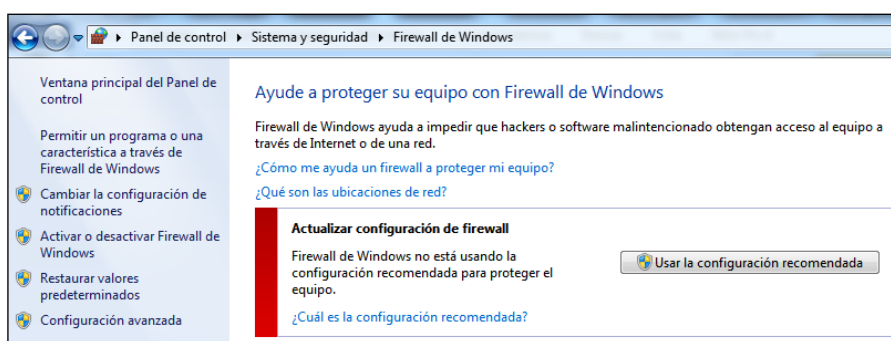 Panel de control ▸ Sistema y seguridad ▸ Firewall de Windows
Ventana principal del Panel de
control
Permitir un programa o una
característica a través de
Firewall de Windows
Cambiar la configuración de
notificaciones
Activar o desactivar Firewall de
Windows
Restaurar valores
predeterminados
Configuración avanzada
Ayude a proteger su equipo con Firewall de Windows
Firewall de Windows ayuda a impedir que hackers o software malintencionado obtengan acceso al equipo a
través de Internet o de una red.
¿Cómo me ayuda un firewall a proteger mi equipo?
¿Qué son las ubicaciones de red?
Actualizar configuración de firewall
Firewall de Windows no está usando la
configuración recomendada para proteger el
equipo.
Usar la configuración recomendada
¿Cuál es la configuración recomendada?